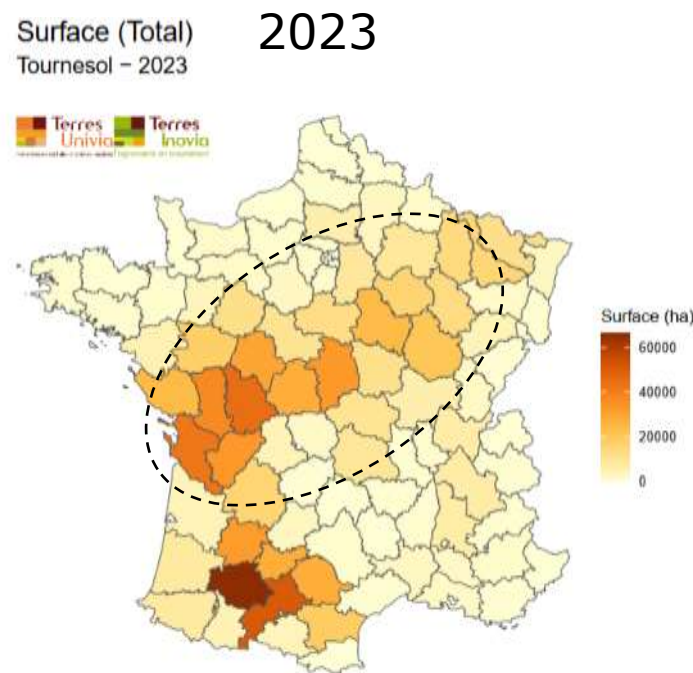 Surface (Total)
2023
Tournesol − 2023
Terres
Univia
Terres
Inovia
Surface (ha)
60000
40000
20000
0